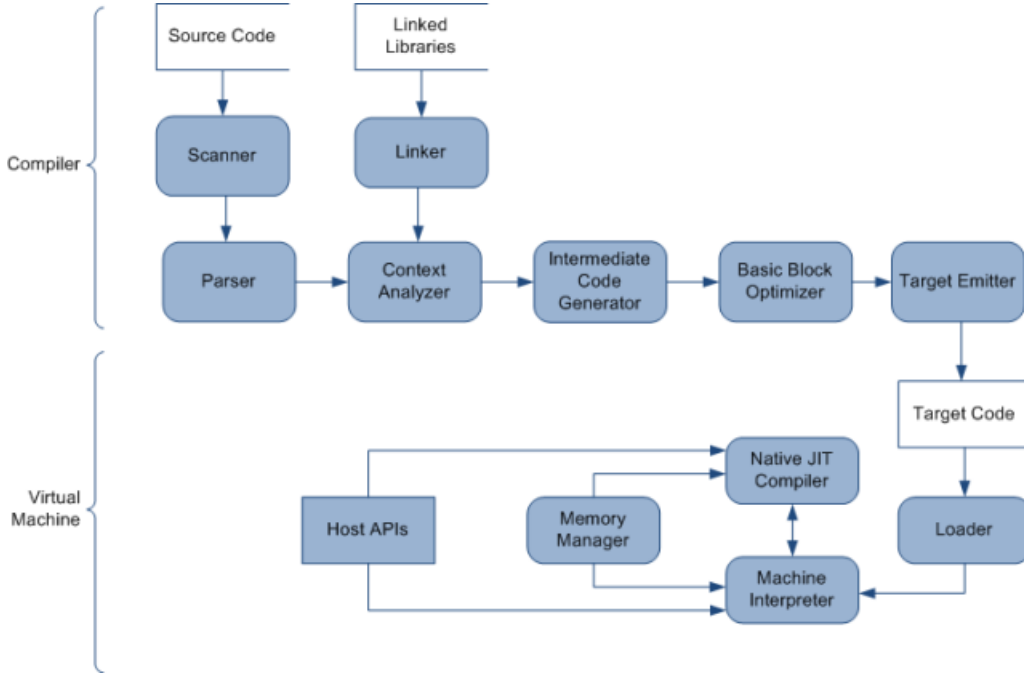 Source Code
Linked
Libraries
Compiler
Scanner
Linker
Parser
Context
Analyzer
Intermediate
Code
Generator
Basic Block
Optimizer
Target Emitter
Target Code
Virtual
Machine
Host APIs
Memory
Manager
Native JIT
Compiler
Loader
Machine
Interpreter